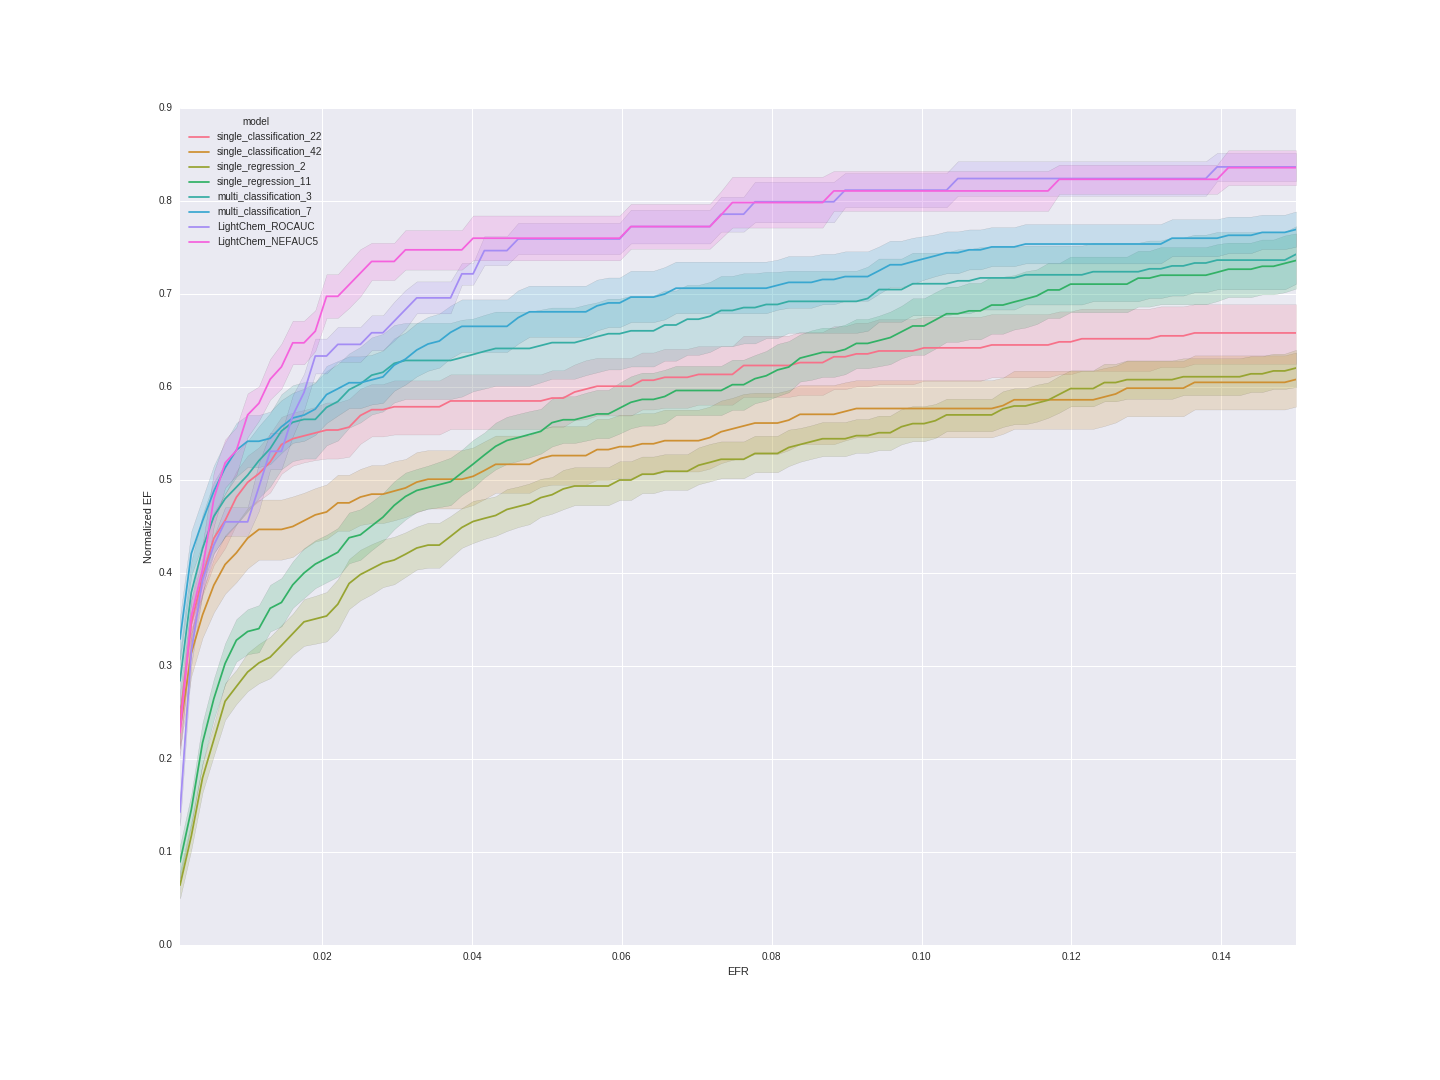 0.9
model
single_classification_22
single_classification_42
single_regression_2
single_regression_11
multi_classification_3
multi_classification_7
LightChem_ROCAUC
LightChem_NEFAUC5
0.8
0.7
0.6
0.5
Normalized EF
0.4
0.3
0.2
0.1
0.0
0.02 0.04 0.06 0.08 0.10 0.12 0.14
EFR